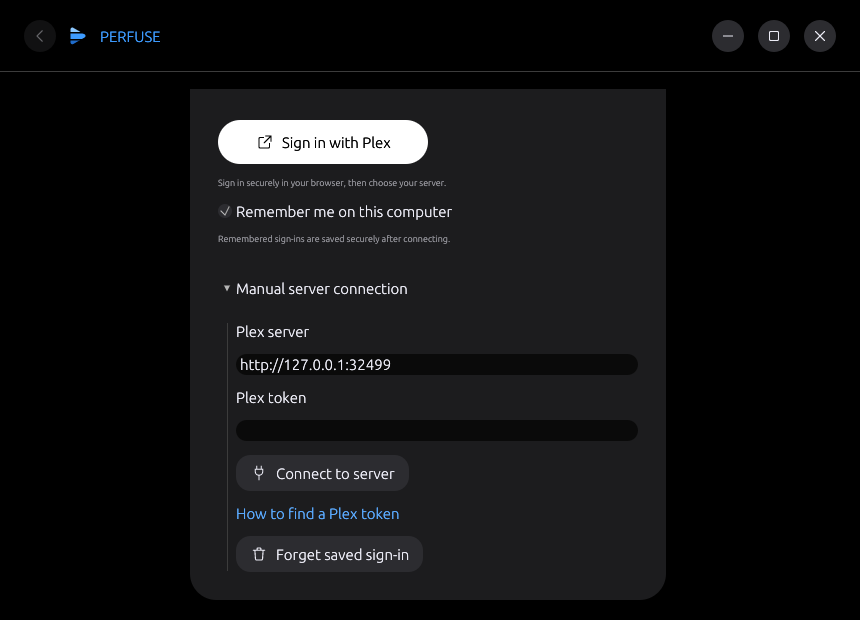 PERFUSE
Sign in with Plex
Sign in securely in your browser, then choose your server.
Remember me on this computer
Remembered sign-ins are saved securely after connecting.
Manual server connection
Plex server
http://127.0.0.1:32499
Plex token
Connect to server
How to find a Plex token
Forget saved sign-in